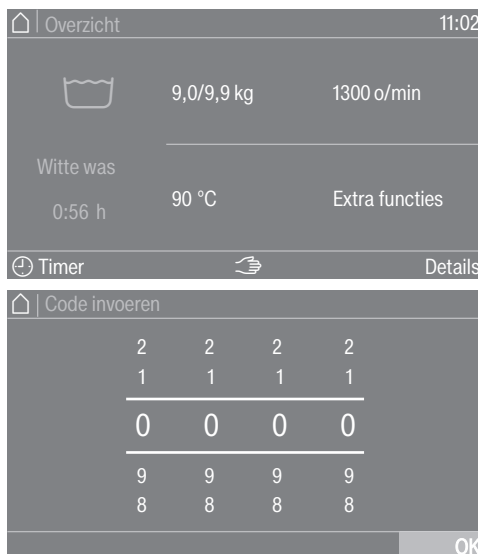 Overzicht 11:02
9,0/9,9 kg 1300 o/min
Witte was
0:56 h
90 °C Extra functies
Timer Details
Code invoeren
2 2 2 2
1 1 1 1
0 0 0 0
9 9 9 9
8 8 8 8
OK